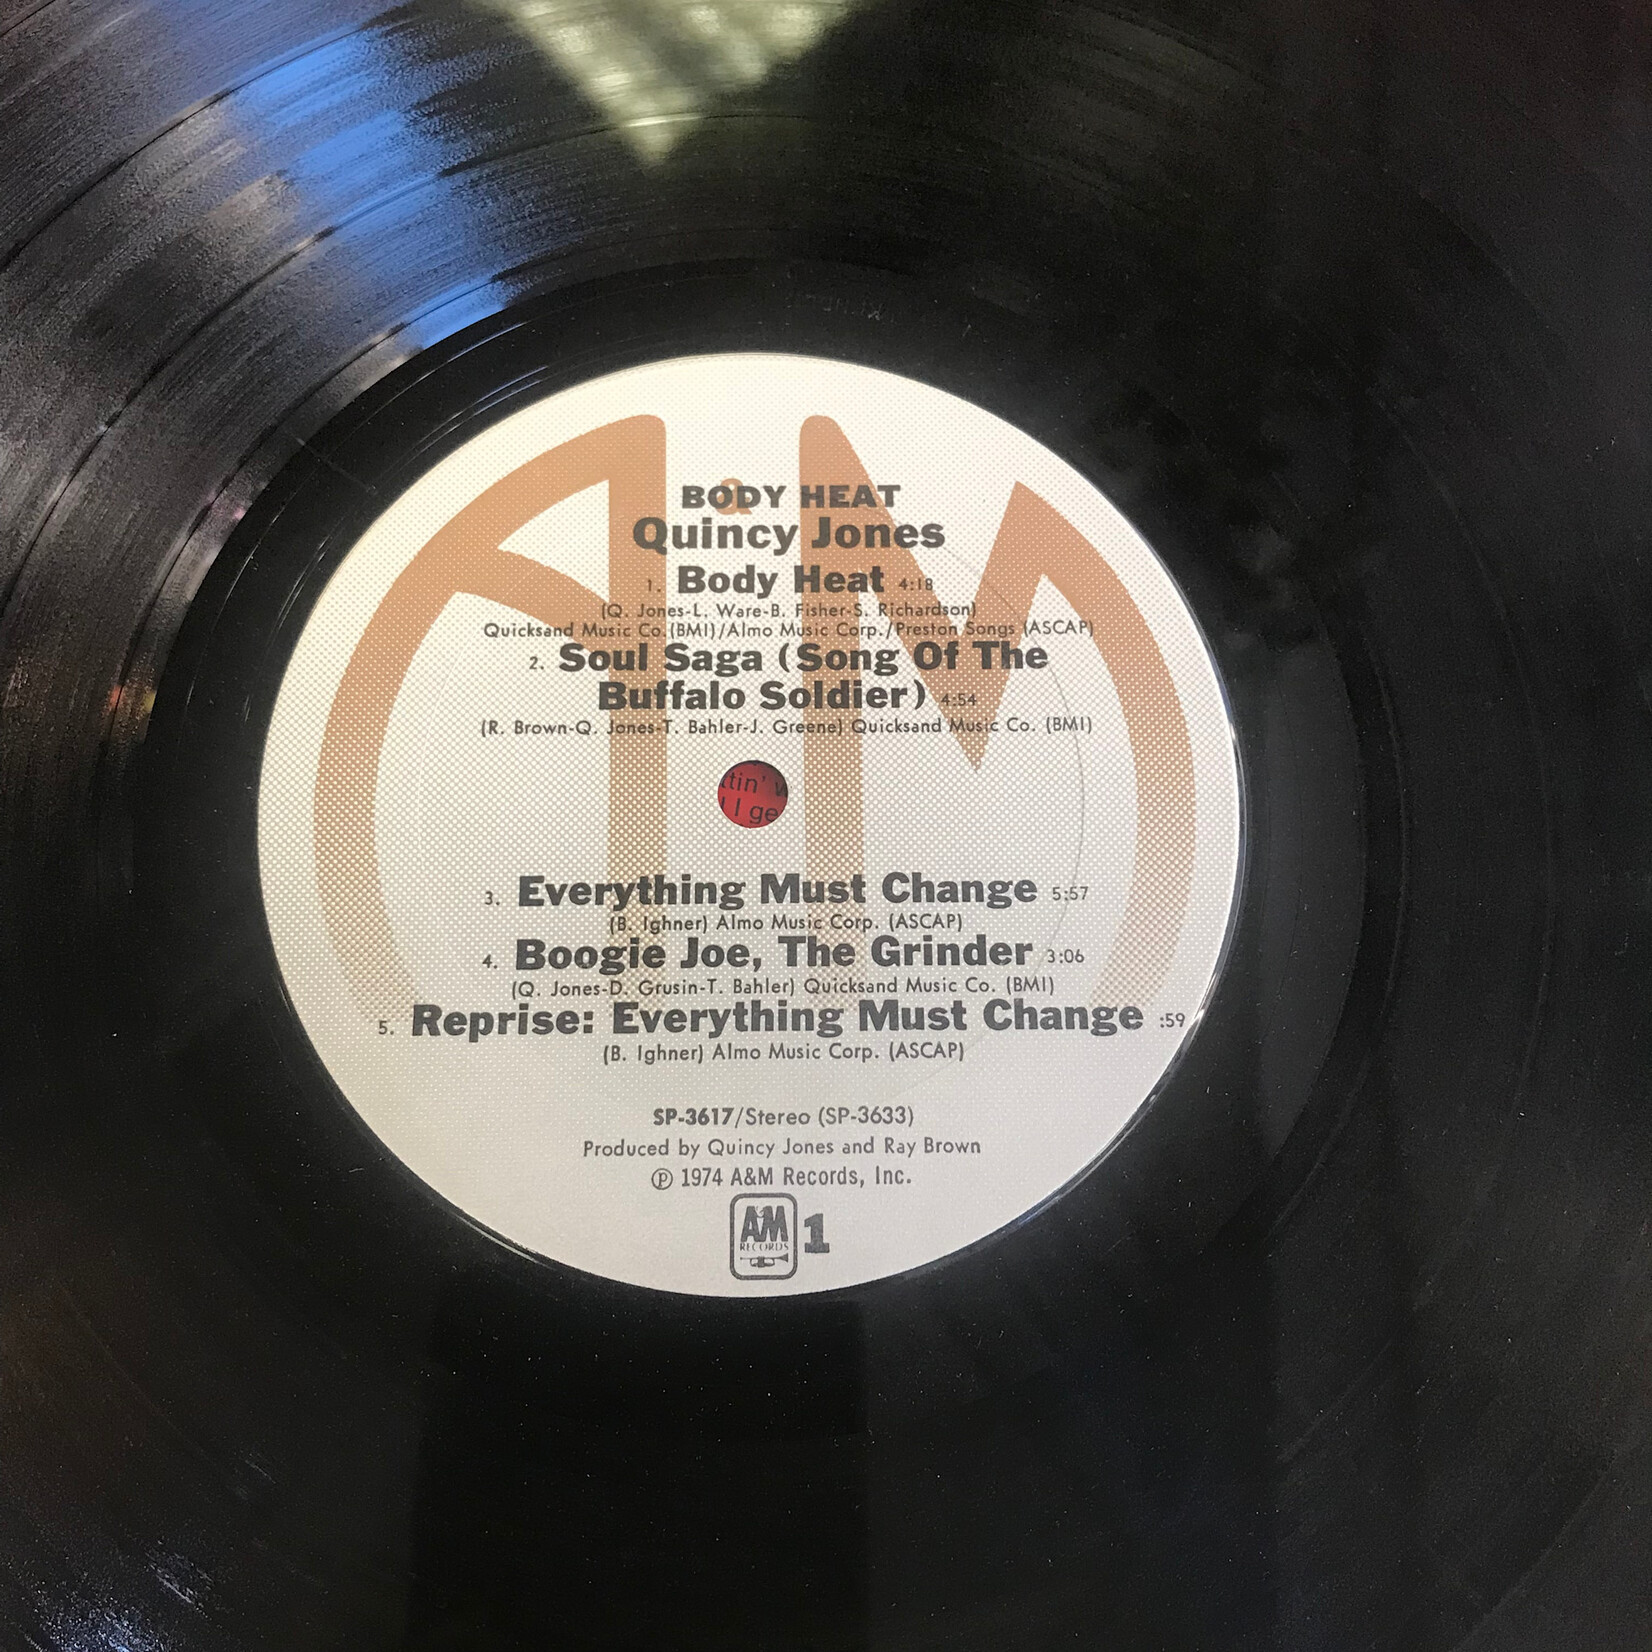 &
BODY HEAT
Quincy Jones
1. Body Heat 4:18
(Q. Jones-L. Ware-B. Fisher-S. Richardson)
Quicksand Music Co.(BMI)/Almo Music Corp./Preston Songs (ASCAP)
2. Soul Saga (Song Of The
Buffalo Soldier) 4:54
(R. Brown-Q. Jones-T. Bahler-J. Greene) Quicksand Music Co. (BMI)
3. Everything Must Change 5:57
(B. Ighner) Almo Music Corp. (ASCAP)
4. Boogie Joe, The Grinder 3:06
(Q. Jones-D. Grusin-T. Bahler) Quicksand Music Co. (BMI)
5. Reprise: Everything Must Change :59
(B. Ighner) Almo Music Corp. (ASCAP)
SP-3617/Stereo (SP-3633)
Produced by Quincy Jones and Ray Brown
℗ 1974 A&M Records, Inc.
A&M 1
RECORDS